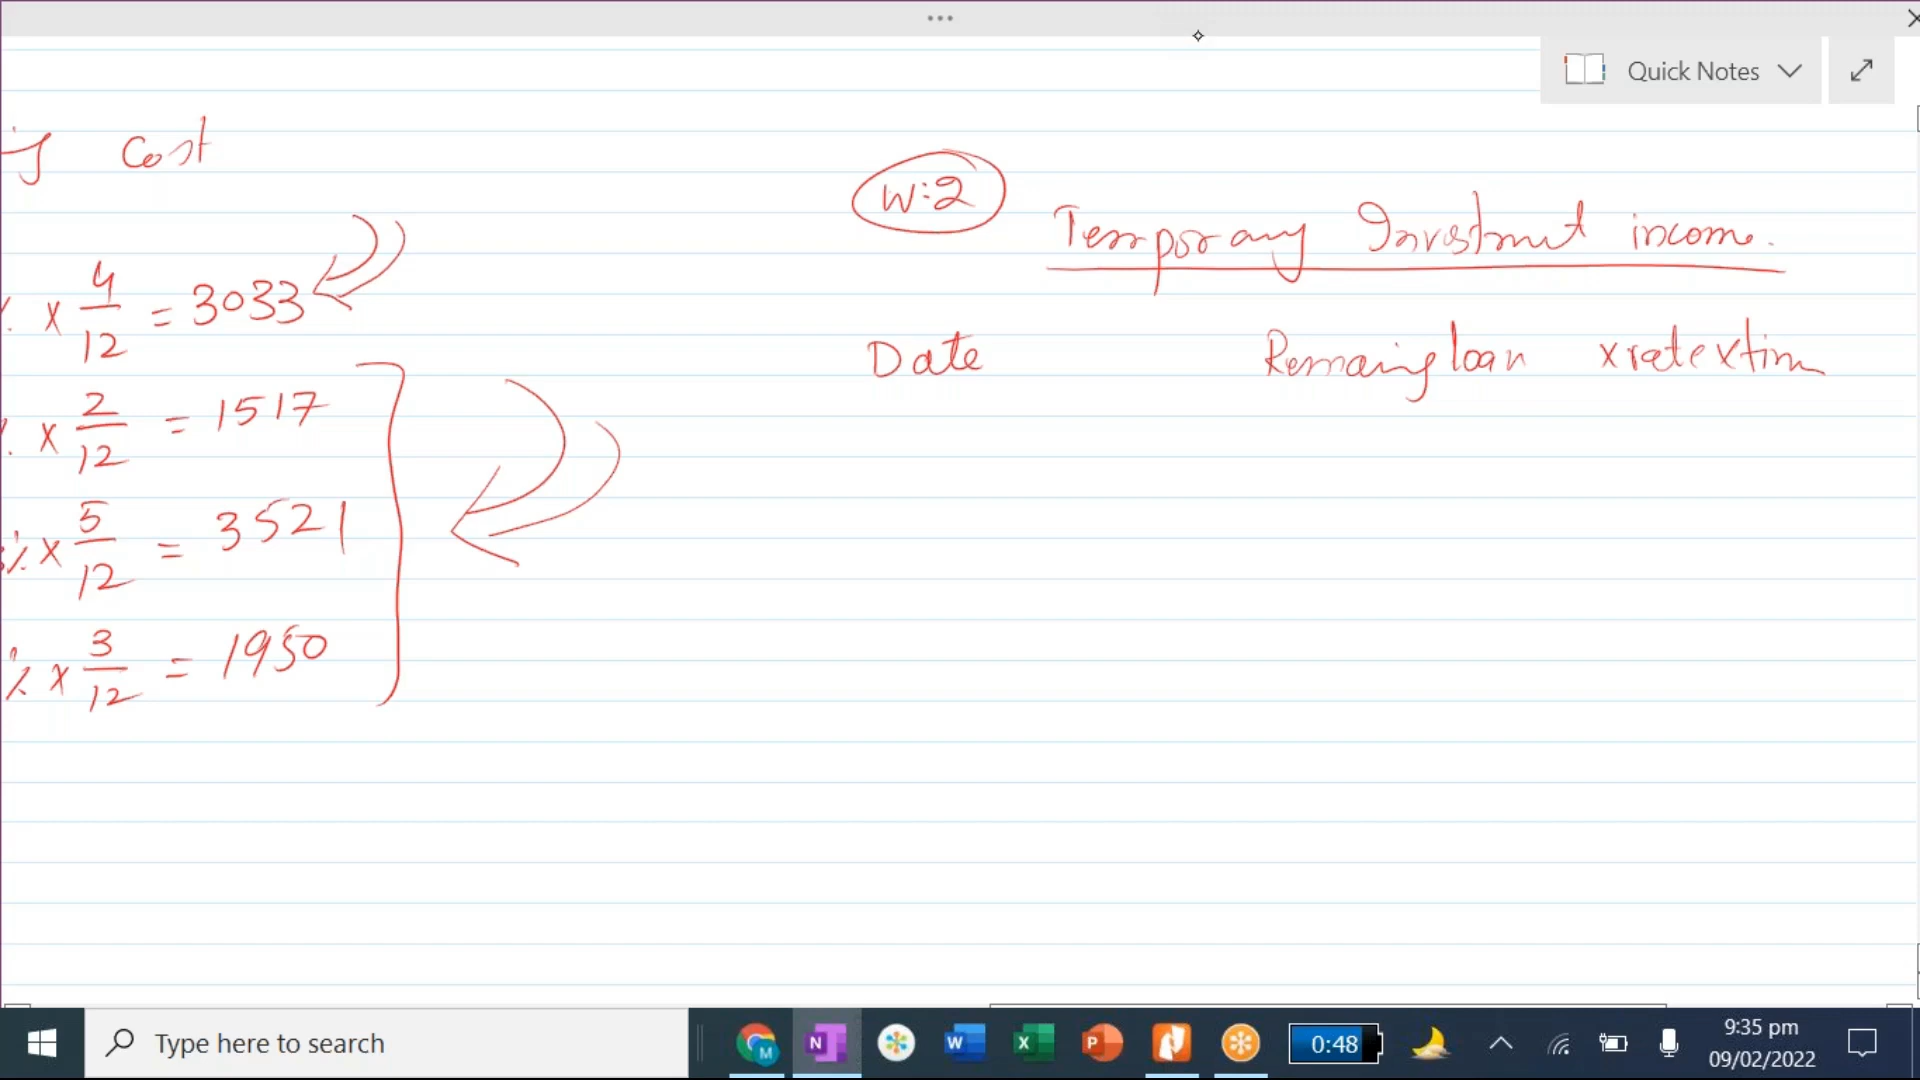 Quick Notes
Cost
W:2
Temporary Investment income.
× 4/12 = 3033
Date Remaining loan x rate x time
× 2/12 = 1517
% × 5/12 = 3521
% × 3/12 = 1950
Type here to search
0:48
9:35 pm
09/02/2022